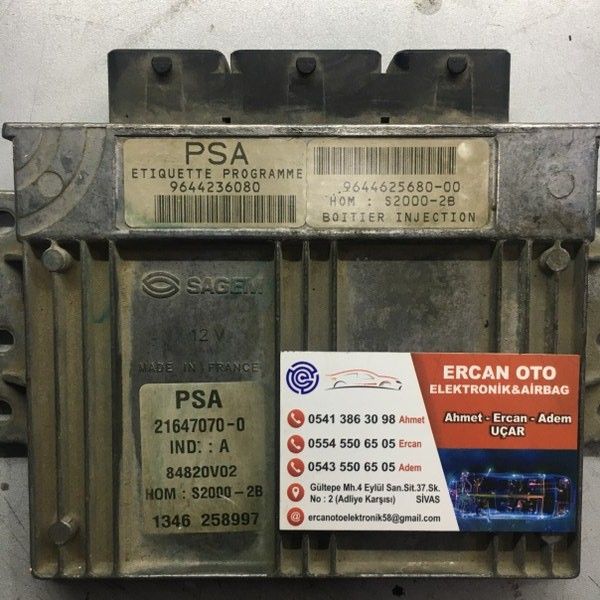 PSA
ETIQUETTE PROGRAMME
9644236080
9644625680-00
HOM : S2000-2B
BOITIER INJECTION
SAGEM
12 V
MADE IN FRANCE
PSA
21647070-0
IND : A
84820V02
HOM : S2000-2B
1346 258997
0541 386 30 98 Ahmet
0554 550 65 05 Ercan
0543 550 65 05 Adem
Gültepe Mh.4 Eylül San.Sit.37.Sk.
No : 2 (Adliye Karşısı) SİVAS
ercanotoelektronik58@gmail.com
ERCAN OTO
ELEKTRONİK&AİRBAG
Ahmet - Ercan - Adem
UÇAR